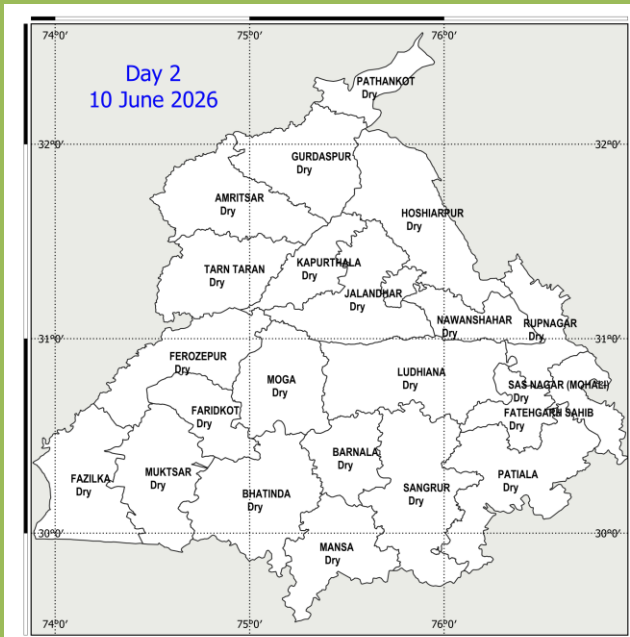 74°0'
75°0'
76°0'
Day 2
10 June 2026
PATHANKOT
Dry
32°0'
32°0'
GURDASPUR
Dry
AMRITSAR
Dry
HOSHIARPUR
Dry
TARN TARAN
Dry
KAPURTHALA
Dry
JALANDHAR
Dry
NAWANSHAHAR
Dry
RUPNAGAR
Dry
31°0'
31°0'
FEROZEPUR
Dry
MOGA
Dry
LUDHIANA
Dry
SAS NAGAR (MOHALI)
Dry
FARIDKOT
Dry
FATEHGARH SAHIB
Dry
BARNALA
Dry
FAZILKA
Dry
MUKTSAR
Dry
BHATINDA
Dry
SANGRUR
Dry
PATIALA
Dry
30°0'
30°0'
MANSA
Dry
74°0'
75°0'
76°0'